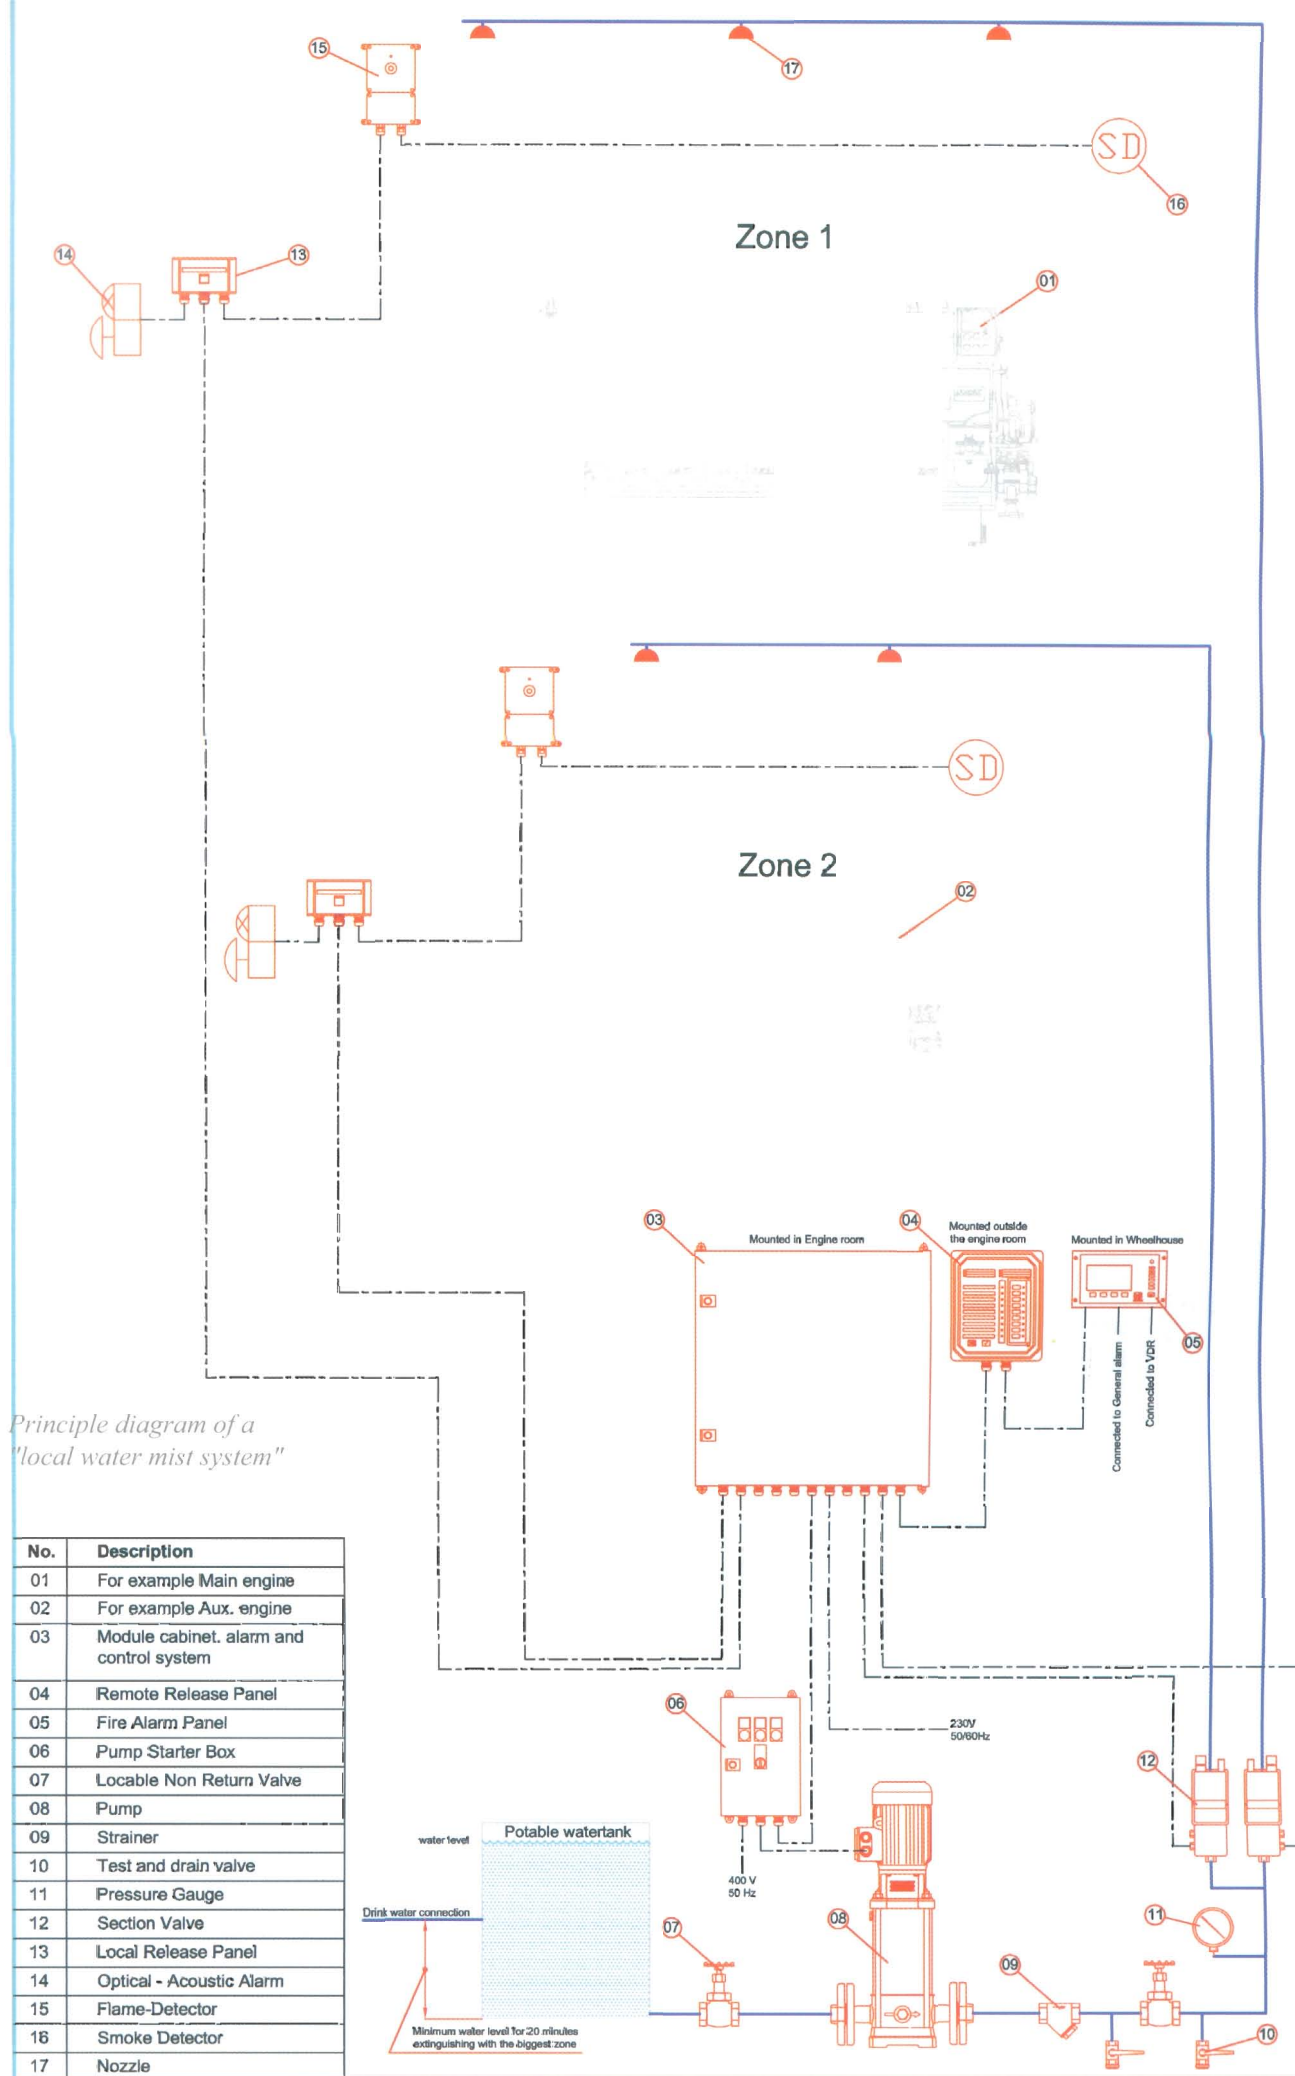 15
17
SD
16
Zone 1
14
13
01
SD
Zone 2
02
03
Mounted in Engine room
04
Mounted outside
the engine room
Mounted in Wheelhouse
05
Connected to General alarm
Connected to VDR
Principle diagram of a
"local water mist system"
No. Description
01 For example Main engine
02 For example Aux. engine
03 Module cabinet. alarm and
control system
04 Remote Release Panel
05 Fire Alarm Panel
06 Pump Starter Box
07 Locable Non Return Valve
08 Pump
09 Strainer
10 Test and drain valve
11 Pressure Gauge
12 Section Valve
13 Local Release Panel
14 Optical - Acoustic Alarm
15 Flame-Detector
16 Smoke Detector
17 Nozzle
06
230V
50/60Hz
12
water level
Potable watertank
400 V
50 Hz
Drink water connection
07
08
09
11
10
Minimum water level for 20 minutes
extinguishing with the biggest zone